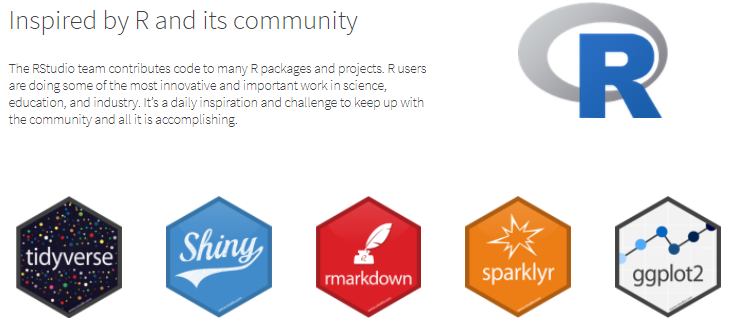 Inspired by R and its community
The RStudio team contributes code to many R packages and projects. R users
are doing some of the most innovative and important work in science,
education, and industry. It's a daily inspiration and challenge to keep up with
the community and all it is accomplishing.
R
tidyverse
Shiny
rmarkdown
sparklyr
ggplot2